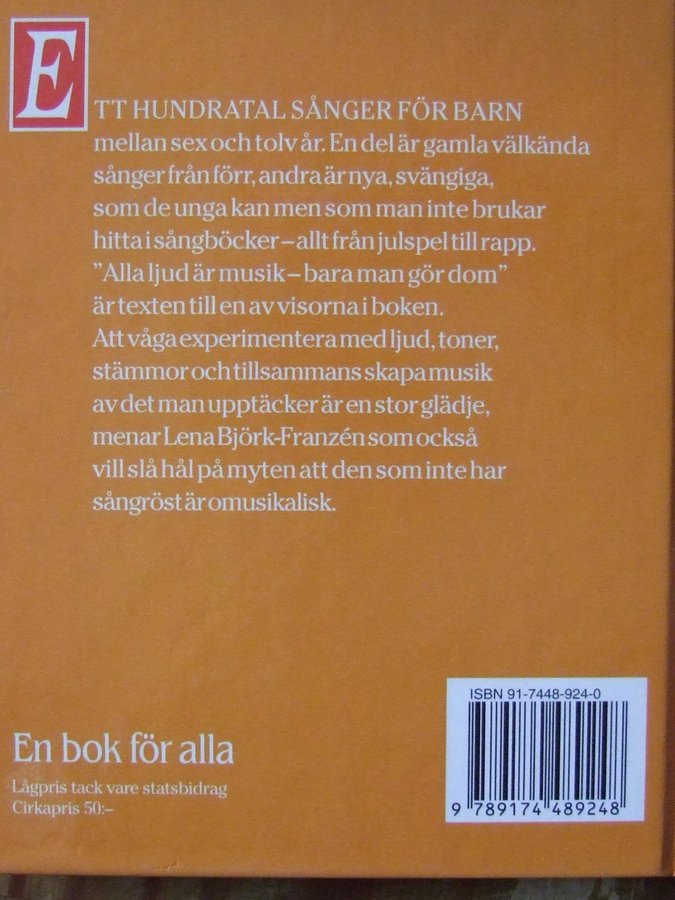 ETT HUNDRATAL SÅNGER FÖR BARN
mellan sex och tolv år. En del är gamla välkända
sånger från förr, andra är nya, svängiga,
som de unga kan men som man inte brukar
hitta i sångböcker – allt från julspel till rapp.
”Alla ljud är musik – bara man gör dom”
är texten till en av visorna i boken.
Att våga experimentera med ljud, toner,
stämmor och tillsammans skapa musik
av det man upptäcker är en stor glädje,
menar Lena Björk-Franzén som också
vill slå hål på myten att den som inte har
sångröst är omusikalisk.
En bok för alla
Lågpris tack vare statsbidrag
Cirkapris 50:–
ISBN 91-7448-924-0
9 789174 489248